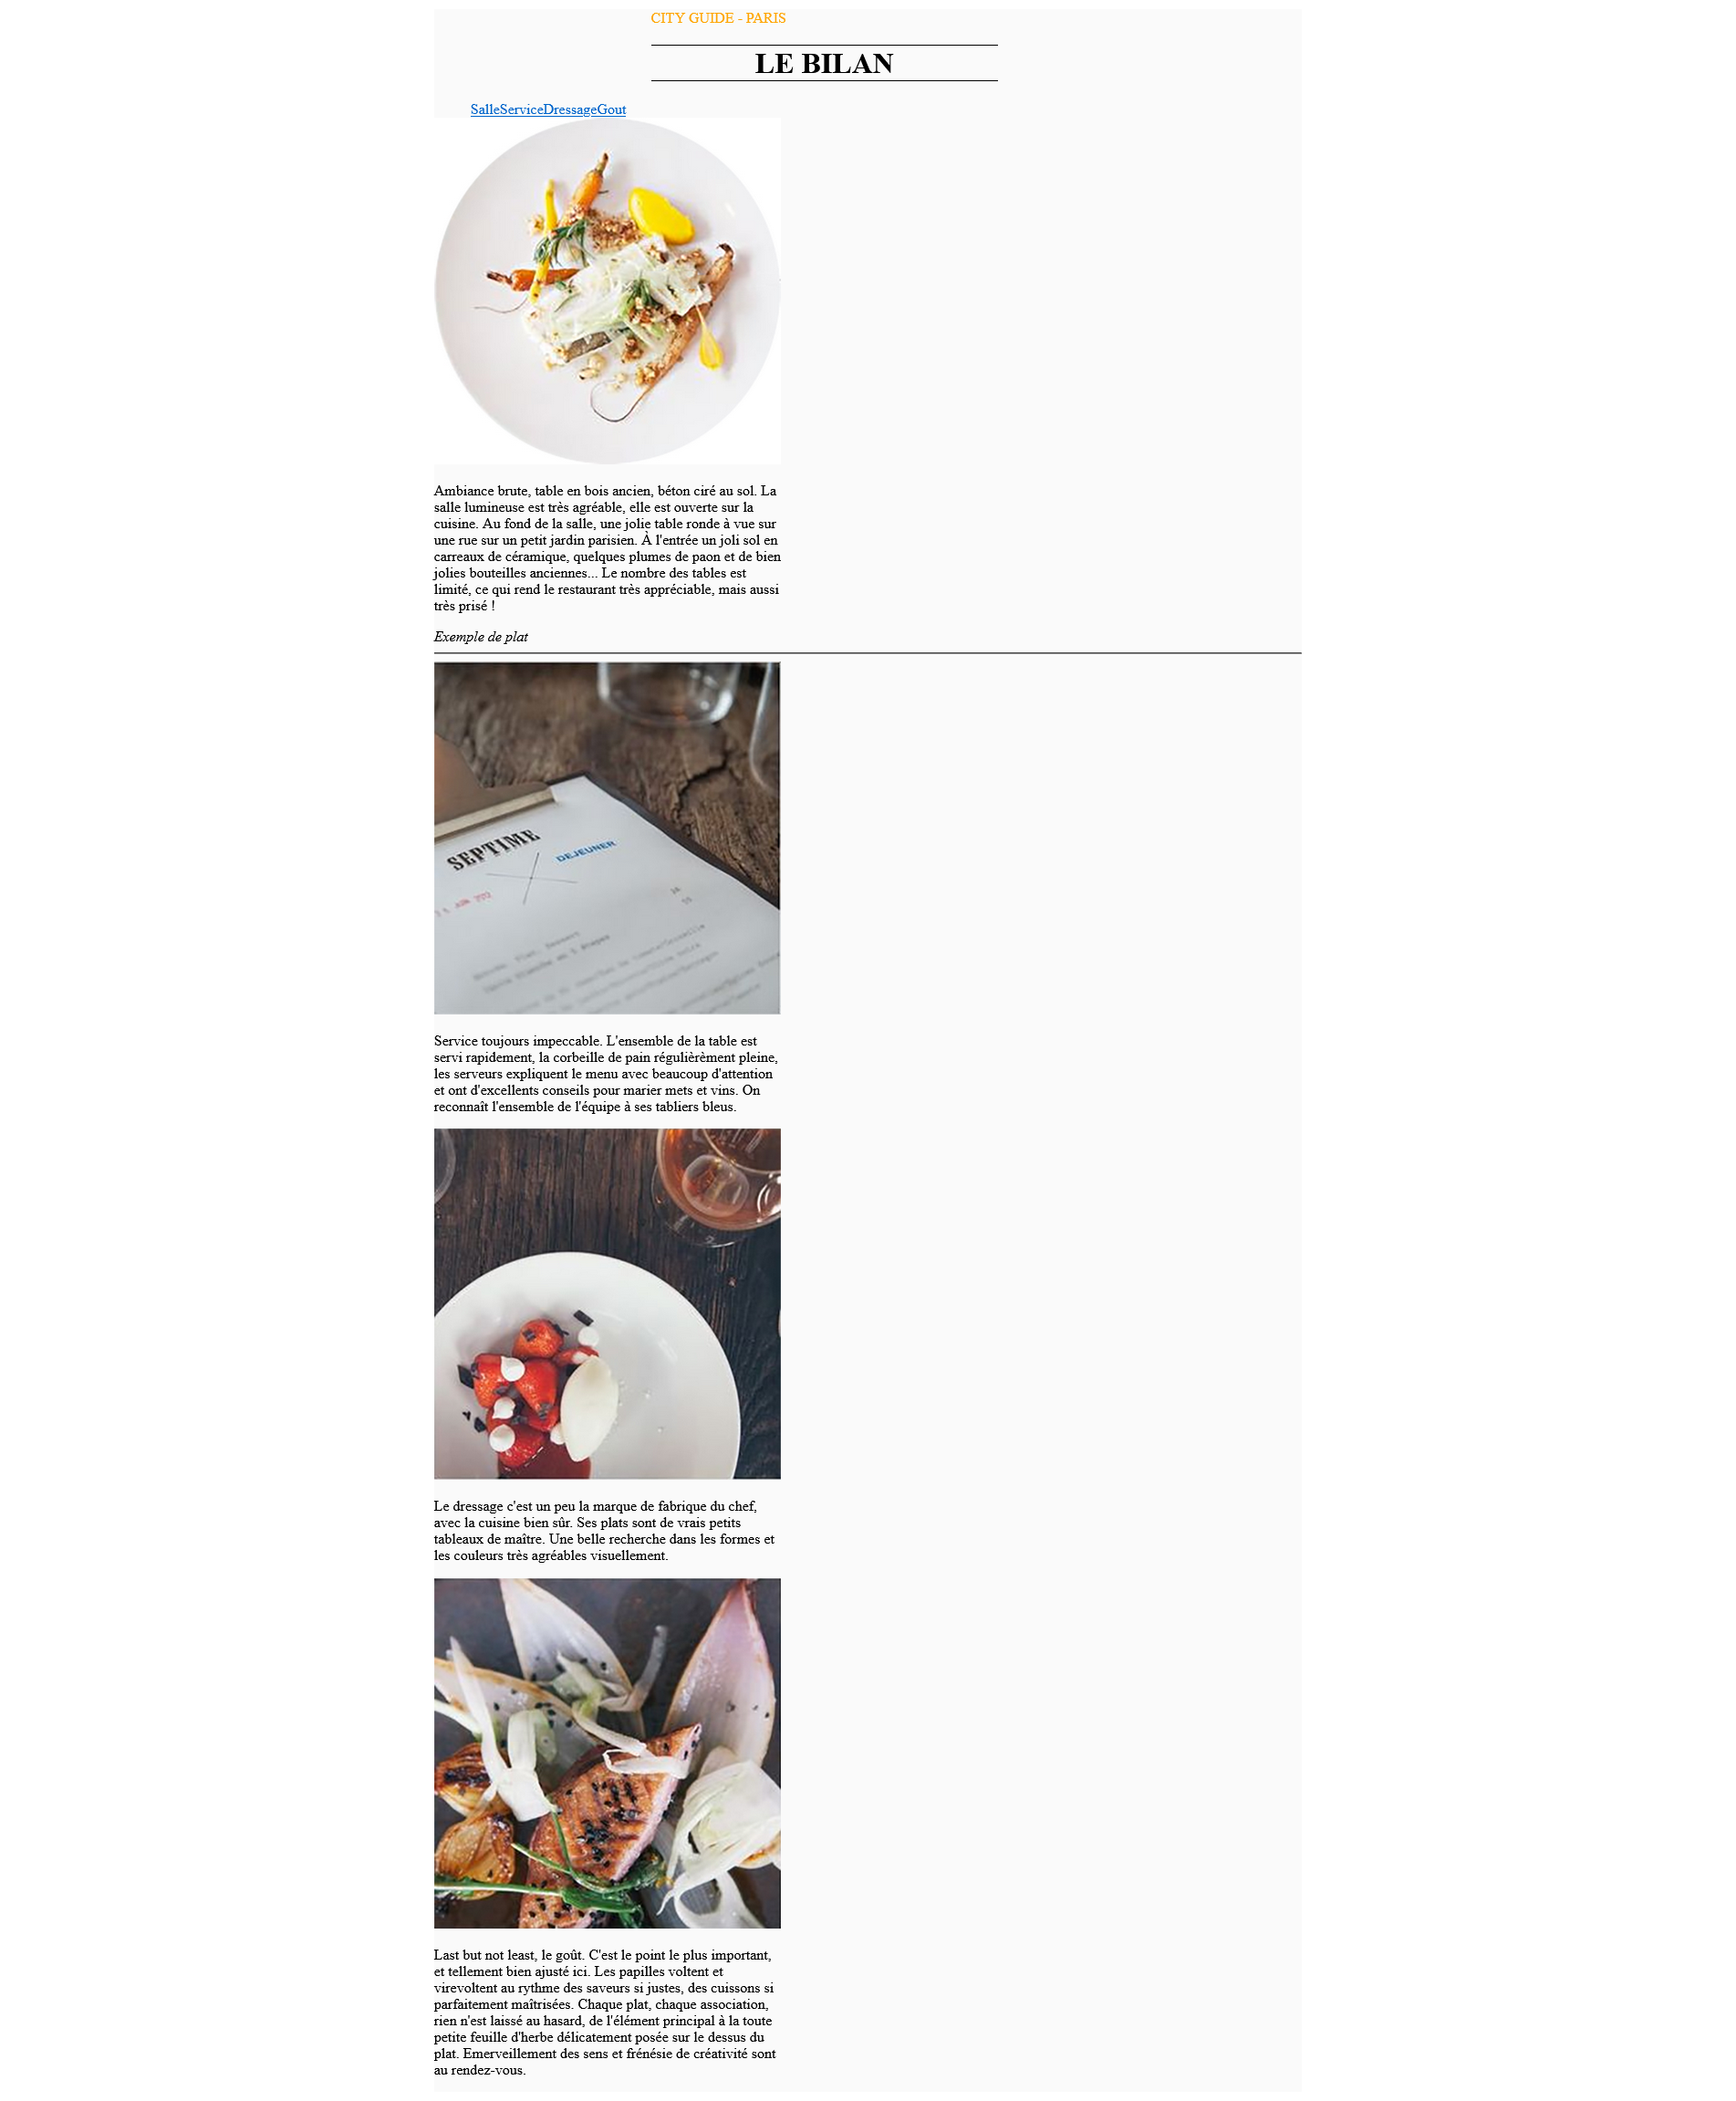 CITY GUIDE - PARIS
LE BILAN
SalleServiceDressageGout
Ambiance brute, table en bois ancien, béton ciré au sol. La
salle lumineuse est très agréable, elle est ouverte sur la
cuisine. Au fond de la salle, une jolie table ronde à vue sur
une rue sur un petit jardin parisien. À l'entrée un joli sol en
carreaux de céramique, quelques plumes de paon et de bien
jolies bouteilles anciennes... Le nombre des tables est
limité, ce qui rend le restaurant très appréciable, mais aussi
très prisé !
Exemple de plat
SEPTIME
DEJEUNER
Service toujours impeccable. L'ensemble de la table est
servi rapidement, la corbeille de pain régulièrèment pleine,
les serveurs expliquent le menu avec beaucoup d'attention
et ont d'excellents conseils pour marier mets et vins. On
reconnaît l'ensemble de l'équipe à ses tabliers bleus.
Le dressage c'est un peu la marque de fabrique du chef,
avec la cuisine bien sûr. Ses plats sont de vrais petits
tableaux de maître. Une belle recherche dans les formes et
les couleurs très agréables visuellement.
Last but not least, le goût. C'est le point le plus important,
et tellement bien ajusté ici. Les papilles voltent et
virevoltent au rythme des saveurs si justes, des cuissons si
parfaitement maîtrisées. Chaque plat, chaque association,
rien n'est laissé au hasard, de l'élément principal à la toute
petite feuille d'herbe délicatement posée sur le dessus du
plat. Emerveillement des sens et frénésie de créativité sont
au rendez-vous.